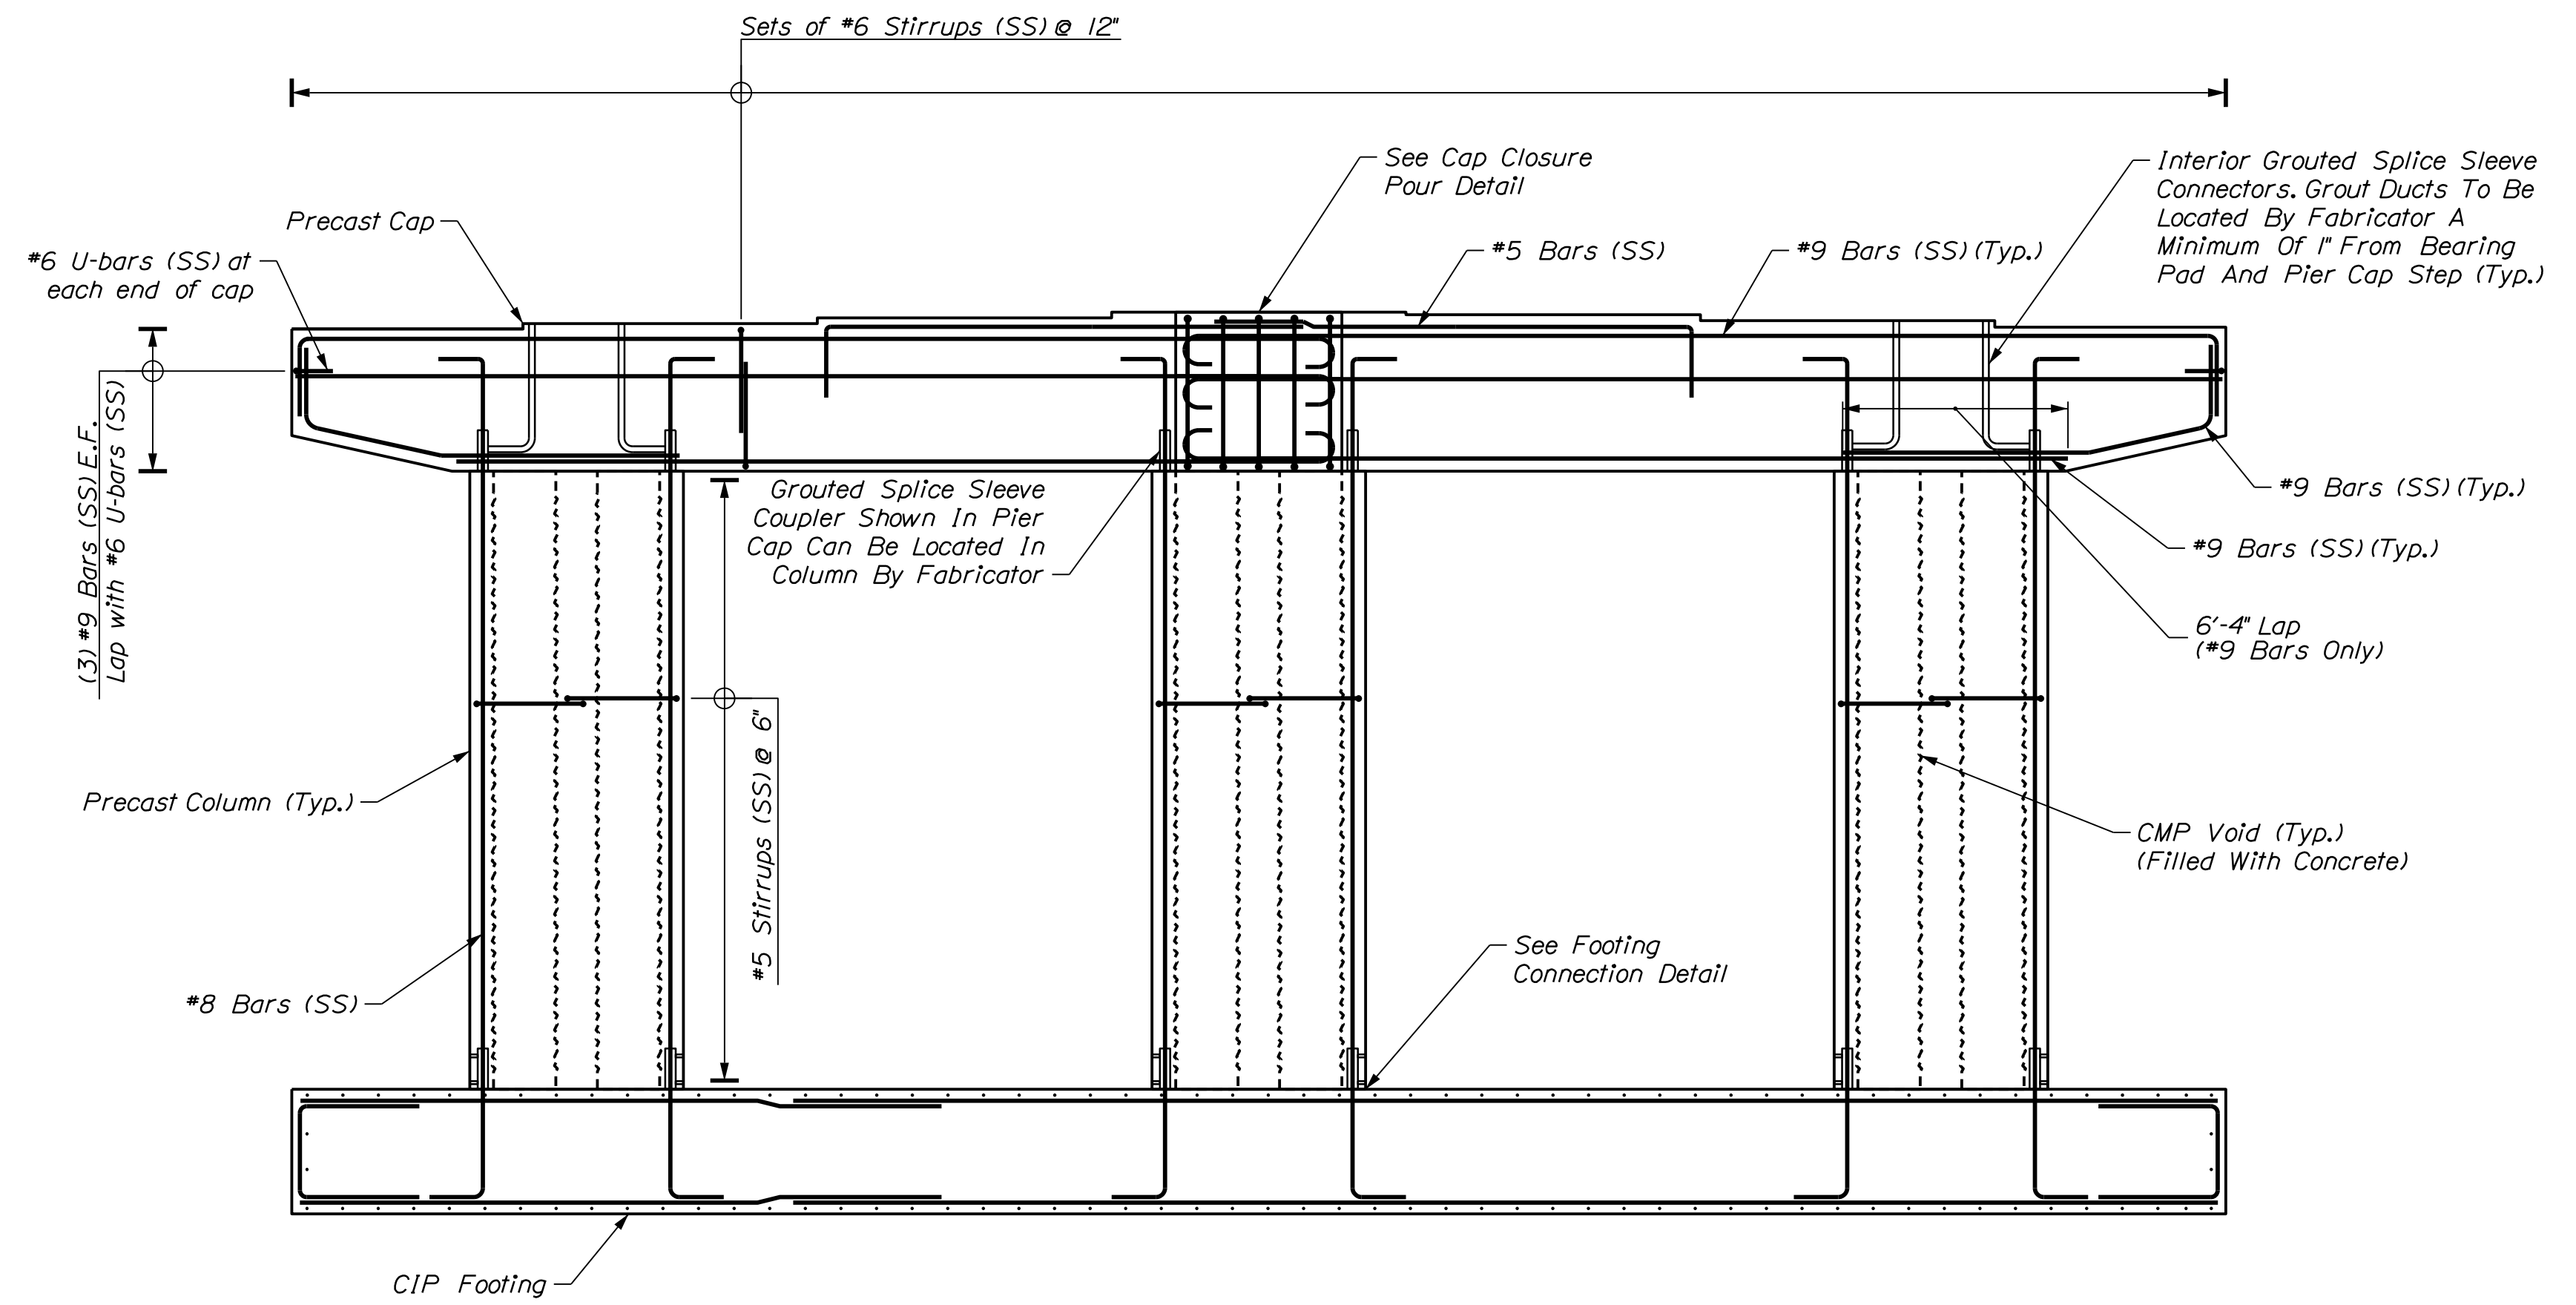 Sets of #6 Stirrups (SS) @ 12"
See Cap Closure
Pour Detail
Interior Grouted Splice Sleeve
Connectors. Grout Ducts To Be
Located By Fabricator A
Minimum Of 1" From Bearing
Pad And Pier Cap Step (Typ.)
Precast Cap
#6 U-bars (SS) at
each end of cap
#5 Bars (SS)
#9 Bars (SS) (Typ.)
(3) #9 Bars (SS) E.F.
Lap with #6 U-bars (SS)
Grouted Splice Sleeve
Coupler Shown In Pier
Cap Can Be Located In
Column By Fabricator
#9 Bars (SS) (Typ.)
#9 Bars (SS) (Typ.)
6'-4" Lap
(#9 Bars Only)
#5 Stirrups (SS) @ 6"
Precast Column (Typ.)
CMP Void (Typ.)
(Filled With Concrete)
See Footing
Connection Detail
#8 Bars (SS)
CIP Footing